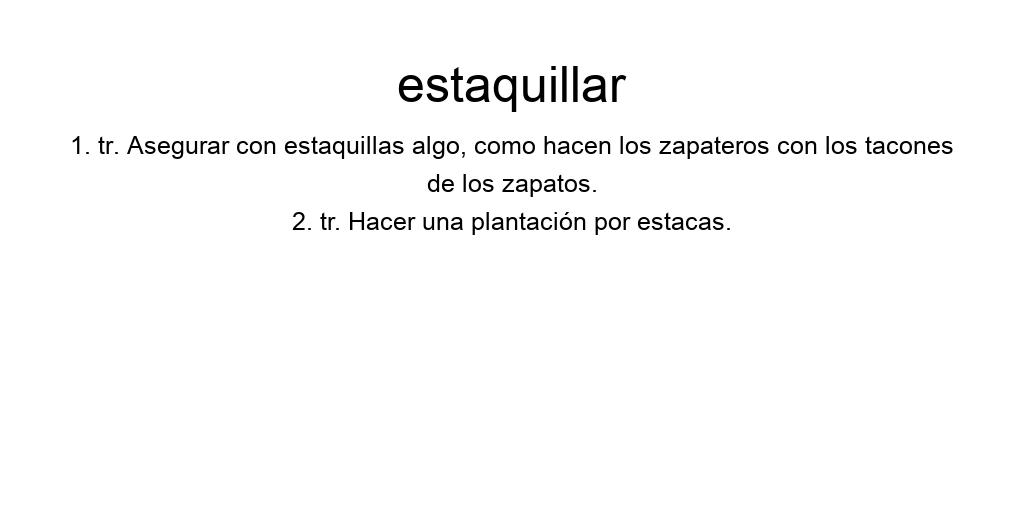 estaquillar
1. tr. Asegurar con estaquillas algo, como hacen los zapateros con los tacones
de los zapatos.
2. tr. Hacer una plantación por estacas.